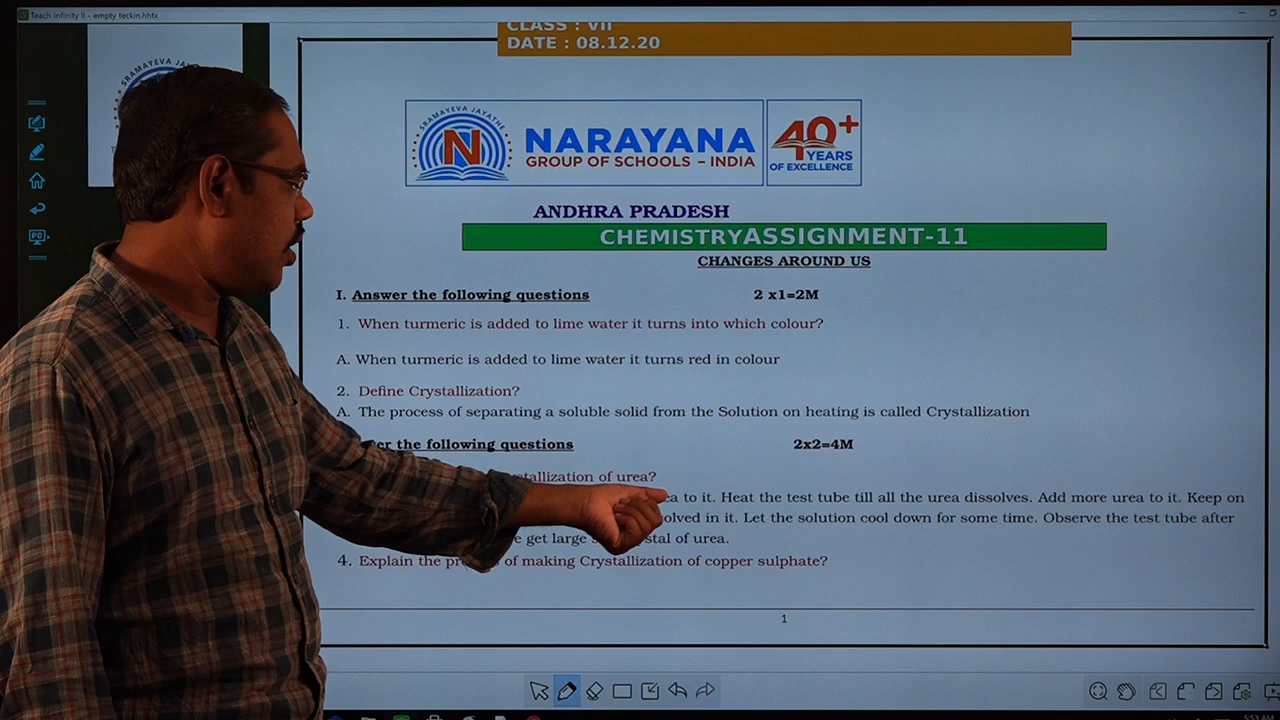 Teach Infinity II - empty teckin.hhtx
CLASS : VII
DATE : 08.12.20
SRAMAYEVA JAYATHE
N
NARAYANA
GROUP OF SCHOOLS - INDIA
40+
YEARS
OF EXCELLENCE
ANDHRA PRADESH
CHEMISTRYASSIGNMENT-11
CHANGES AROUND US
I. Answer the following questions 2 x1=2M
1. When turmeric is added to lime water it turns into which colour?
A. When turmeric is added to lime water it turns red in colour
2. Define Crystallization?
A. The process of separating a soluble solid from the Solution on heating is called Crystallization
the following questions 2x2=4M
of urea?
to it. Heat the test tube till all the urea dissolves. Add more urea to it. Keep on
in it. Let the solution cool down for some time. Observe the test tube after
get large of urea.
4. Explain the of making Crystallization of copper sulphate?
1
PC